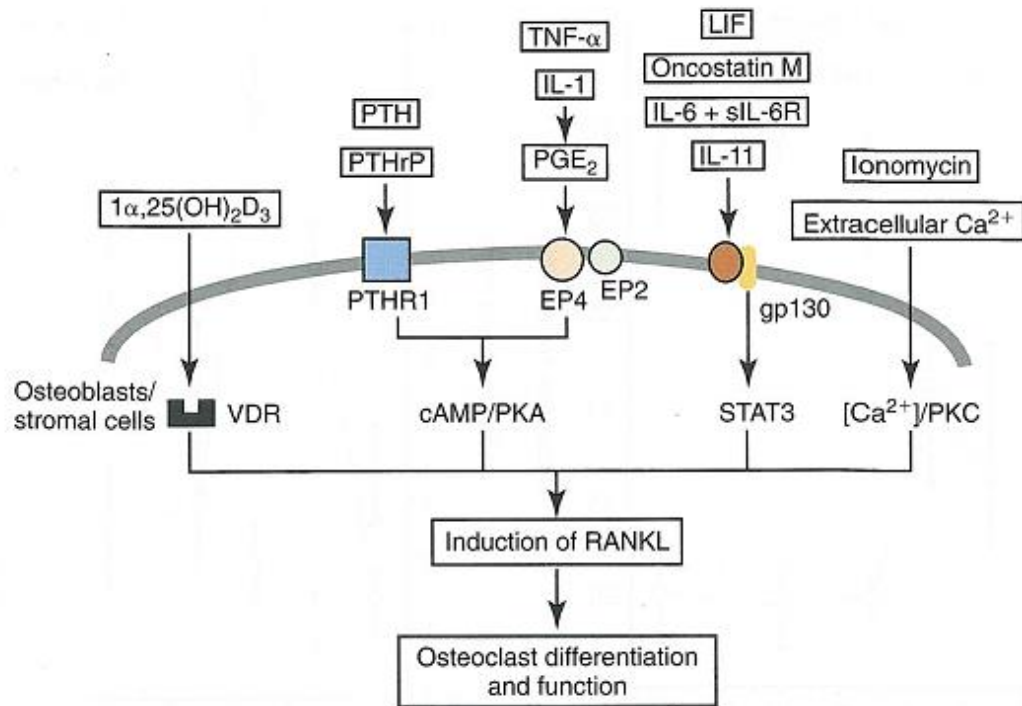 TNF-α
IL-1
PGE₂
LIF
Oncostatin M
IL-6 + sIL-6R
IL-11
PTH
PTHrP
Ionomycin
Extracellular Ca²⁺
1α,25(OH)₂D₃
PTHR1
EP4
EP2
gp130
Osteoblasts/
stromal cells
VDR
cAMP/PKA
STAT3
[Ca²⁺]/PKC
Induction of RANKL
Osteoclast differentiation
and function